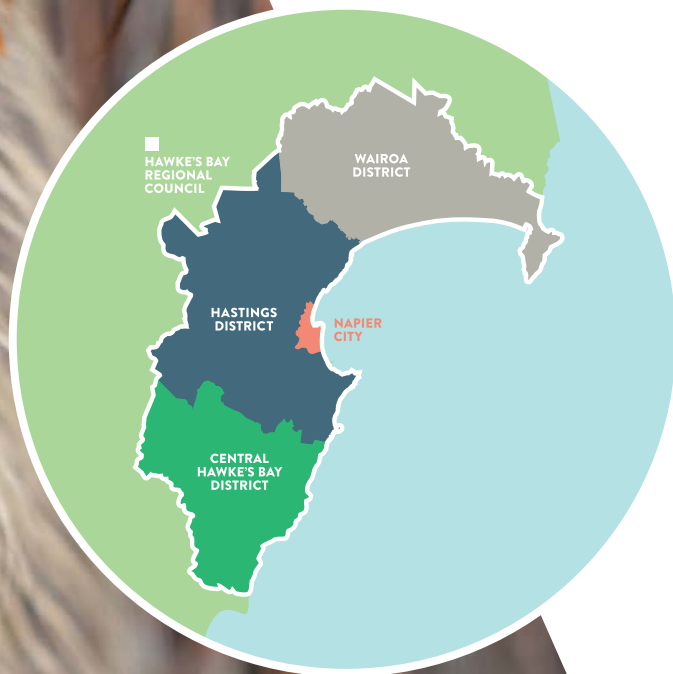 WAIROA
DISTRICT
HAWKE'S BAY
REGIONAL
COUNCIL
HASTINGS
DISTRICT
NAPIER
CITY
CENTRAL
HAWKE'S BAY
DISTRICT